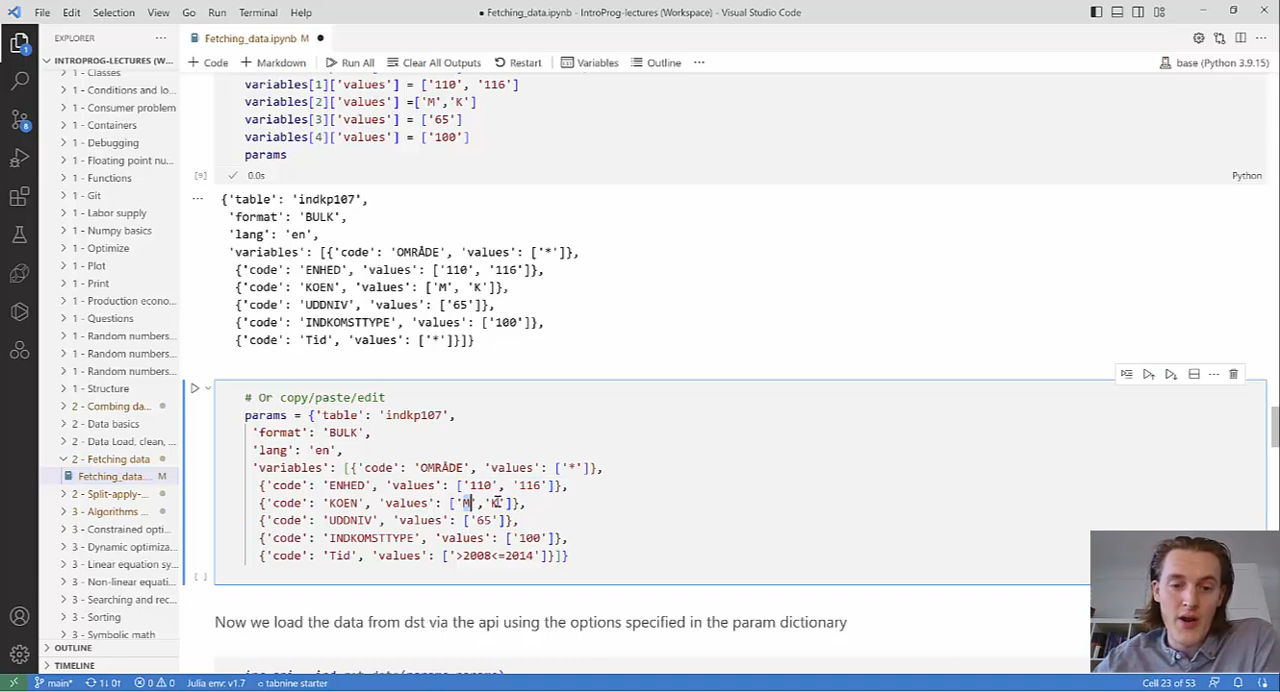 File Edit Selection View Go Run Terminal Help
● Fetching_data.ipynb - IntroProg-lectures (Workspace) - Visual Studio Code
EXPLORER
INTROPROG-LECTURES (W...
1 - Classes
1 - Conditions and lo...
1 - Consumer problem
1 - Containers
1 - Debugging
1 - Floating point nu...
1 - Functions
1 - Git
1 - Labor supply
1 - Numpy basics
1 - Optimize
1 - Plot
1 - Print
1 - Production econo...
1 - Questions
1 - Random numbers...
1 - Random numbers...
1 - Random numbers...
1 - Structure
2 - Combing da...
2 - Data basics
2 - Data Load, clean, ...
2 - Fetching data
Fetching_data... M
2 - Split-apply-...
3 - Algorithms ...
3 - Dynamic optimiza...
3 - Linear equation sy...
3 - Non-linear equati...
3 - Searching and rec...
3 - Sorting
3 - Symbolic math
OUTLINE
TIMELINE
Fetching_data.ipynb M ●
+ Code + Markdown Run All Clear All Outputs Restart Variables Outline ...
base (Python 3.9.15)
variables[1]['values'] = ['110', '116']
variables[2]['values'] =['M','K']
variables[3]['values'] = ['65']
variables[4]['values'] = ['100']
params
[9] 0.0s Python
{'table': 'indkp107',
'format': 'BULK',
'lang': 'en',
'variables': [{'code': 'OMRÅDE', 'values': ['*']},
{'code': 'ENHED', 'values': ['110', '116']},
{'code': 'KOEN', 'values': ['M', 'K']},
{'code': 'UDDNIV', 'values': ['65']},
{'code': 'INDKOMSTTYPE', 'values': ['100']},
{'code': 'Tid', 'values': ['*']}]}
# Or copy/paste/edit
params = {'table': 'indkp107',
'format': 'BULK',
'lang': 'en',
'variables': [{'code': 'OMRÅDE', 'values': ['*']},
{'code': 'ENHED', 'values': ['110', '116']},
{'code': 'KOEN', 'values': ['M','K']},
{'code': 'UDDNIV', 'values': ['65']},
{'code': 'INDKOMSTTYPE', 'values': ['100']},
{'code': 'Tid', 'values': ['>2008<=2014']}]}
[ ]
Now we load the data from dst via the api using the options specified in the param dictionary
main* 0 0 Julia env: v1.7 tabnine starter Cell 23 of 53